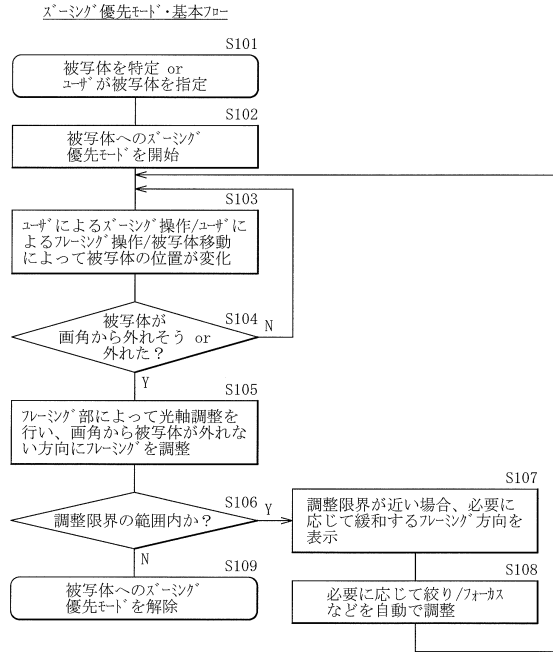 ズーミング優先モード・基本フロー
S101
被写体を特定 or
ユーザが被写体を指定
S102
被写体へのズーミング
優先モードを開始
S103
ユーザによるズーミング操作/ユーザに
よるフレーミング操作/被写体移動
によって被写体の位置が変化
S104
被写体が
画角から外れそう or
外れた？
N
Y
S105
フレーミング部によって光軸調整を
行い、画角から被写体が外れな
い方向にフレーミングを調整
S106
調整限界の範囲内か？
Y
N
S107
調整限界が近い場合、必要に
応じて緩和するフレーミング方向を
表示
S108
必要に応じて絞り/フォーカス
などを自動で調整
S109
被写体へのズーミング
優先モードを解除